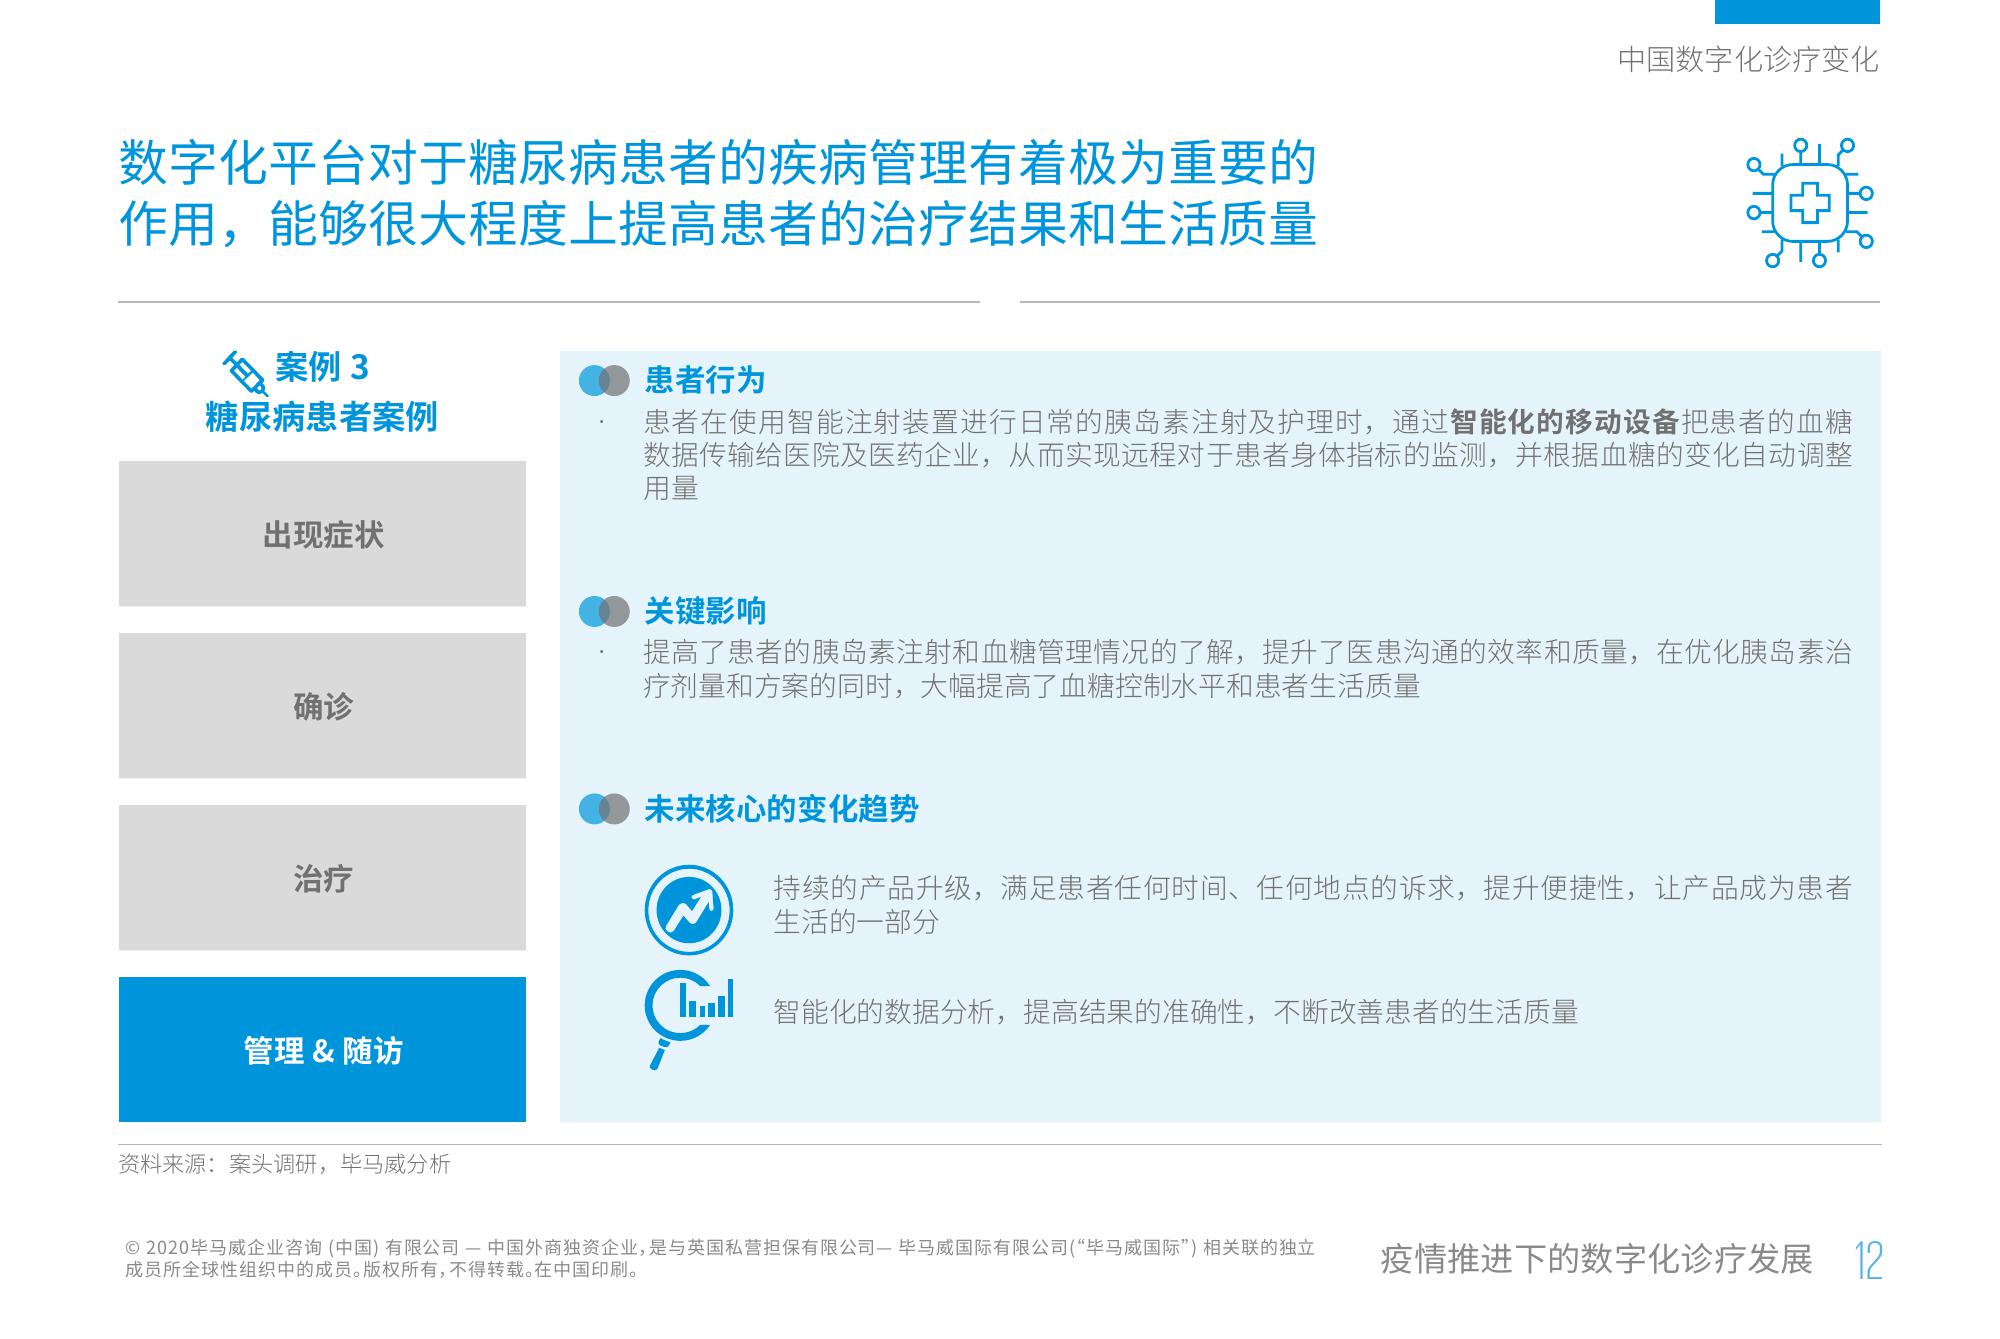 中国数字化诊疗变化
数字化平台对于糖尿病患者的疾病管理有着极为重要的
作用，能够很大程度上提高患者的治疗结果和生活质量
案例 3
糖尿病患者案例
出现症状
确诊
治疗
管理 & 随访
患者行为
· 患者在使用智能注射装置进行日常的胰岛素注射及护理时，通过智能化的移动设备把患者的血糖
数据传输给医院及医药企业，从而实现远程对于患者身体指标的监测，并根据血糖的变化自动调整
用量
关键影响
· 提高了患者的胰岛素注射和血糖管理情况的了解，提升了医患沟通的效率和质量，在优化胰岛素治
疗剂量和方案的同时，大幅提高了血糖控制水平和患者生活质量
未来核心的变化趋势
持续的产品升级，满足患者任何时间、任何地点的诉求，提升便捷性，让产品成为患者
生活的一部分
智能化的数据分析，提高结果的准确性，不断改善患者的生活质量
资料来源：案头调研，毕马威分析
© 2020毕马威企业咨询 (中国) 有限公司 — 中国外商独资企业，是与英国私营担保有限公司— 毕马威国际有限公司(“毕马威国际”) 相关联的独立
成员所全球性组织中的成员。版权所有，不得转载。在中国印刷。
疫情推进下的数字化诊疗发展 12